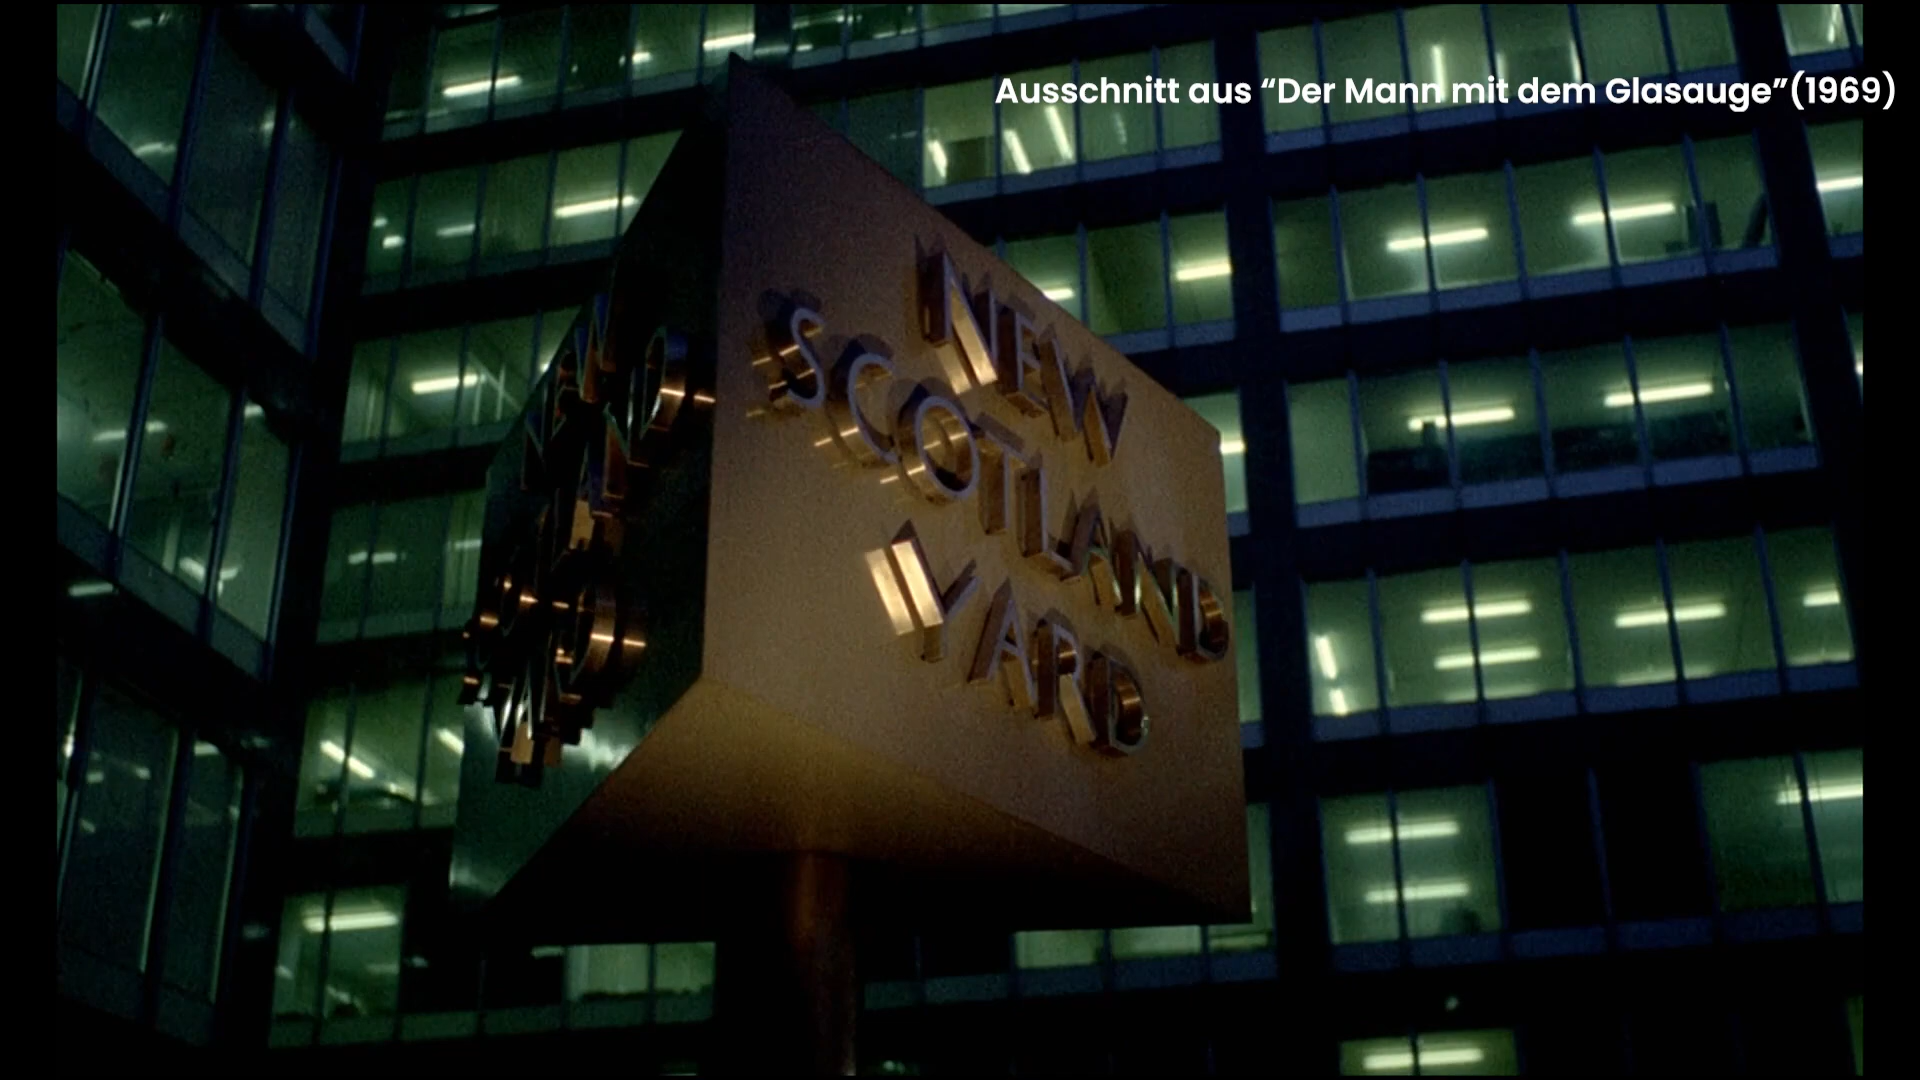 Ausschnitt aus “Der Mann mit dem Glasauge”(1969)
NEW
SCOTLAND
YARD